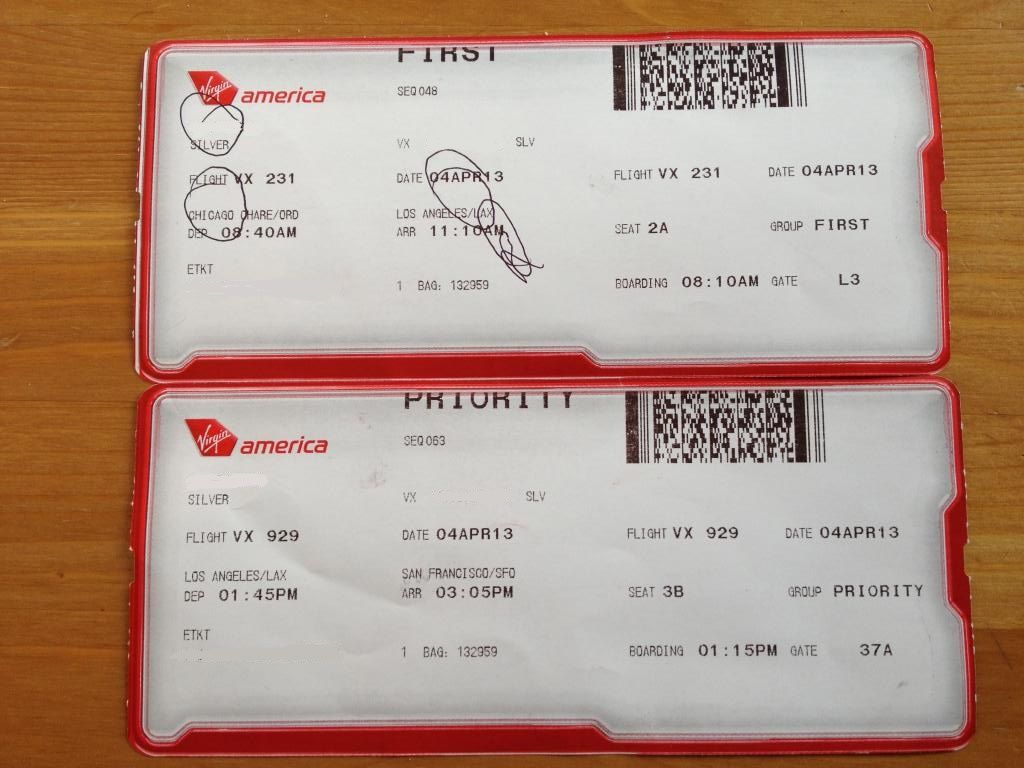 FIRST
Virgin america
SEQ 048
SILVER VX SLV
FLIGHT VX 231 DATE 04APR13 FLIGHT VX 231 DATE 04APR13
CHICAGO OHARE/ORD LOS ANGELES/LAX
DEP 08:40AM ARR 11:10AM SEAT 2A GROUP FIRST
ETKT
1 BAG: 132959 BOARDING 08:10AM GATE L3
PRIORITY
Virgin america
SEQ 063
SILVER VX SLV
FLIGHT VX 929 DATE 04APR13 FLIGHT VX 929 DATE 04APR13
LOS ANGELES/LAX SAN FRANCISCO/SFO
DEP 01:45PM ARR 03:05PM SEAT 3B GROUP PRIORITY
ETKT
1 BAG: 132959 BOARDING 01:15PM GATE 37A